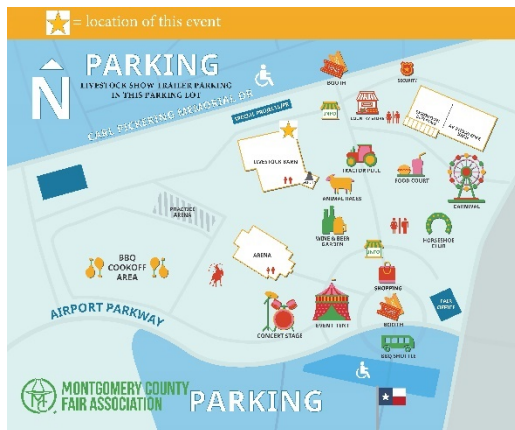 = location of this event
PARKING
LIVESTOCK SHOW TRAILER PARKING
IN THIS PARKING LOT
N
CARL PICKERING MEMORIAL DR
BOOTH
INFO
LIVESTOCK BARN
TRACTOR PULL
FOOD COURT
CARNIVAL
ANIMAL RACES
PRACTICE
ARENA
WINE & BEER
GARDEN
HORSESHOE
CLUB
INFO
ARENA
BBQ
COOKOFF
AREA
SHOPPING
FAIR
OFFICE
AIRPORT PARKWAY
CONCERT STAGE
EVENT TENT
BOOTH
BBQ SHUTTLE
MONTGOMERY COUNTY
FAIR ASSOCIATION
PARKING